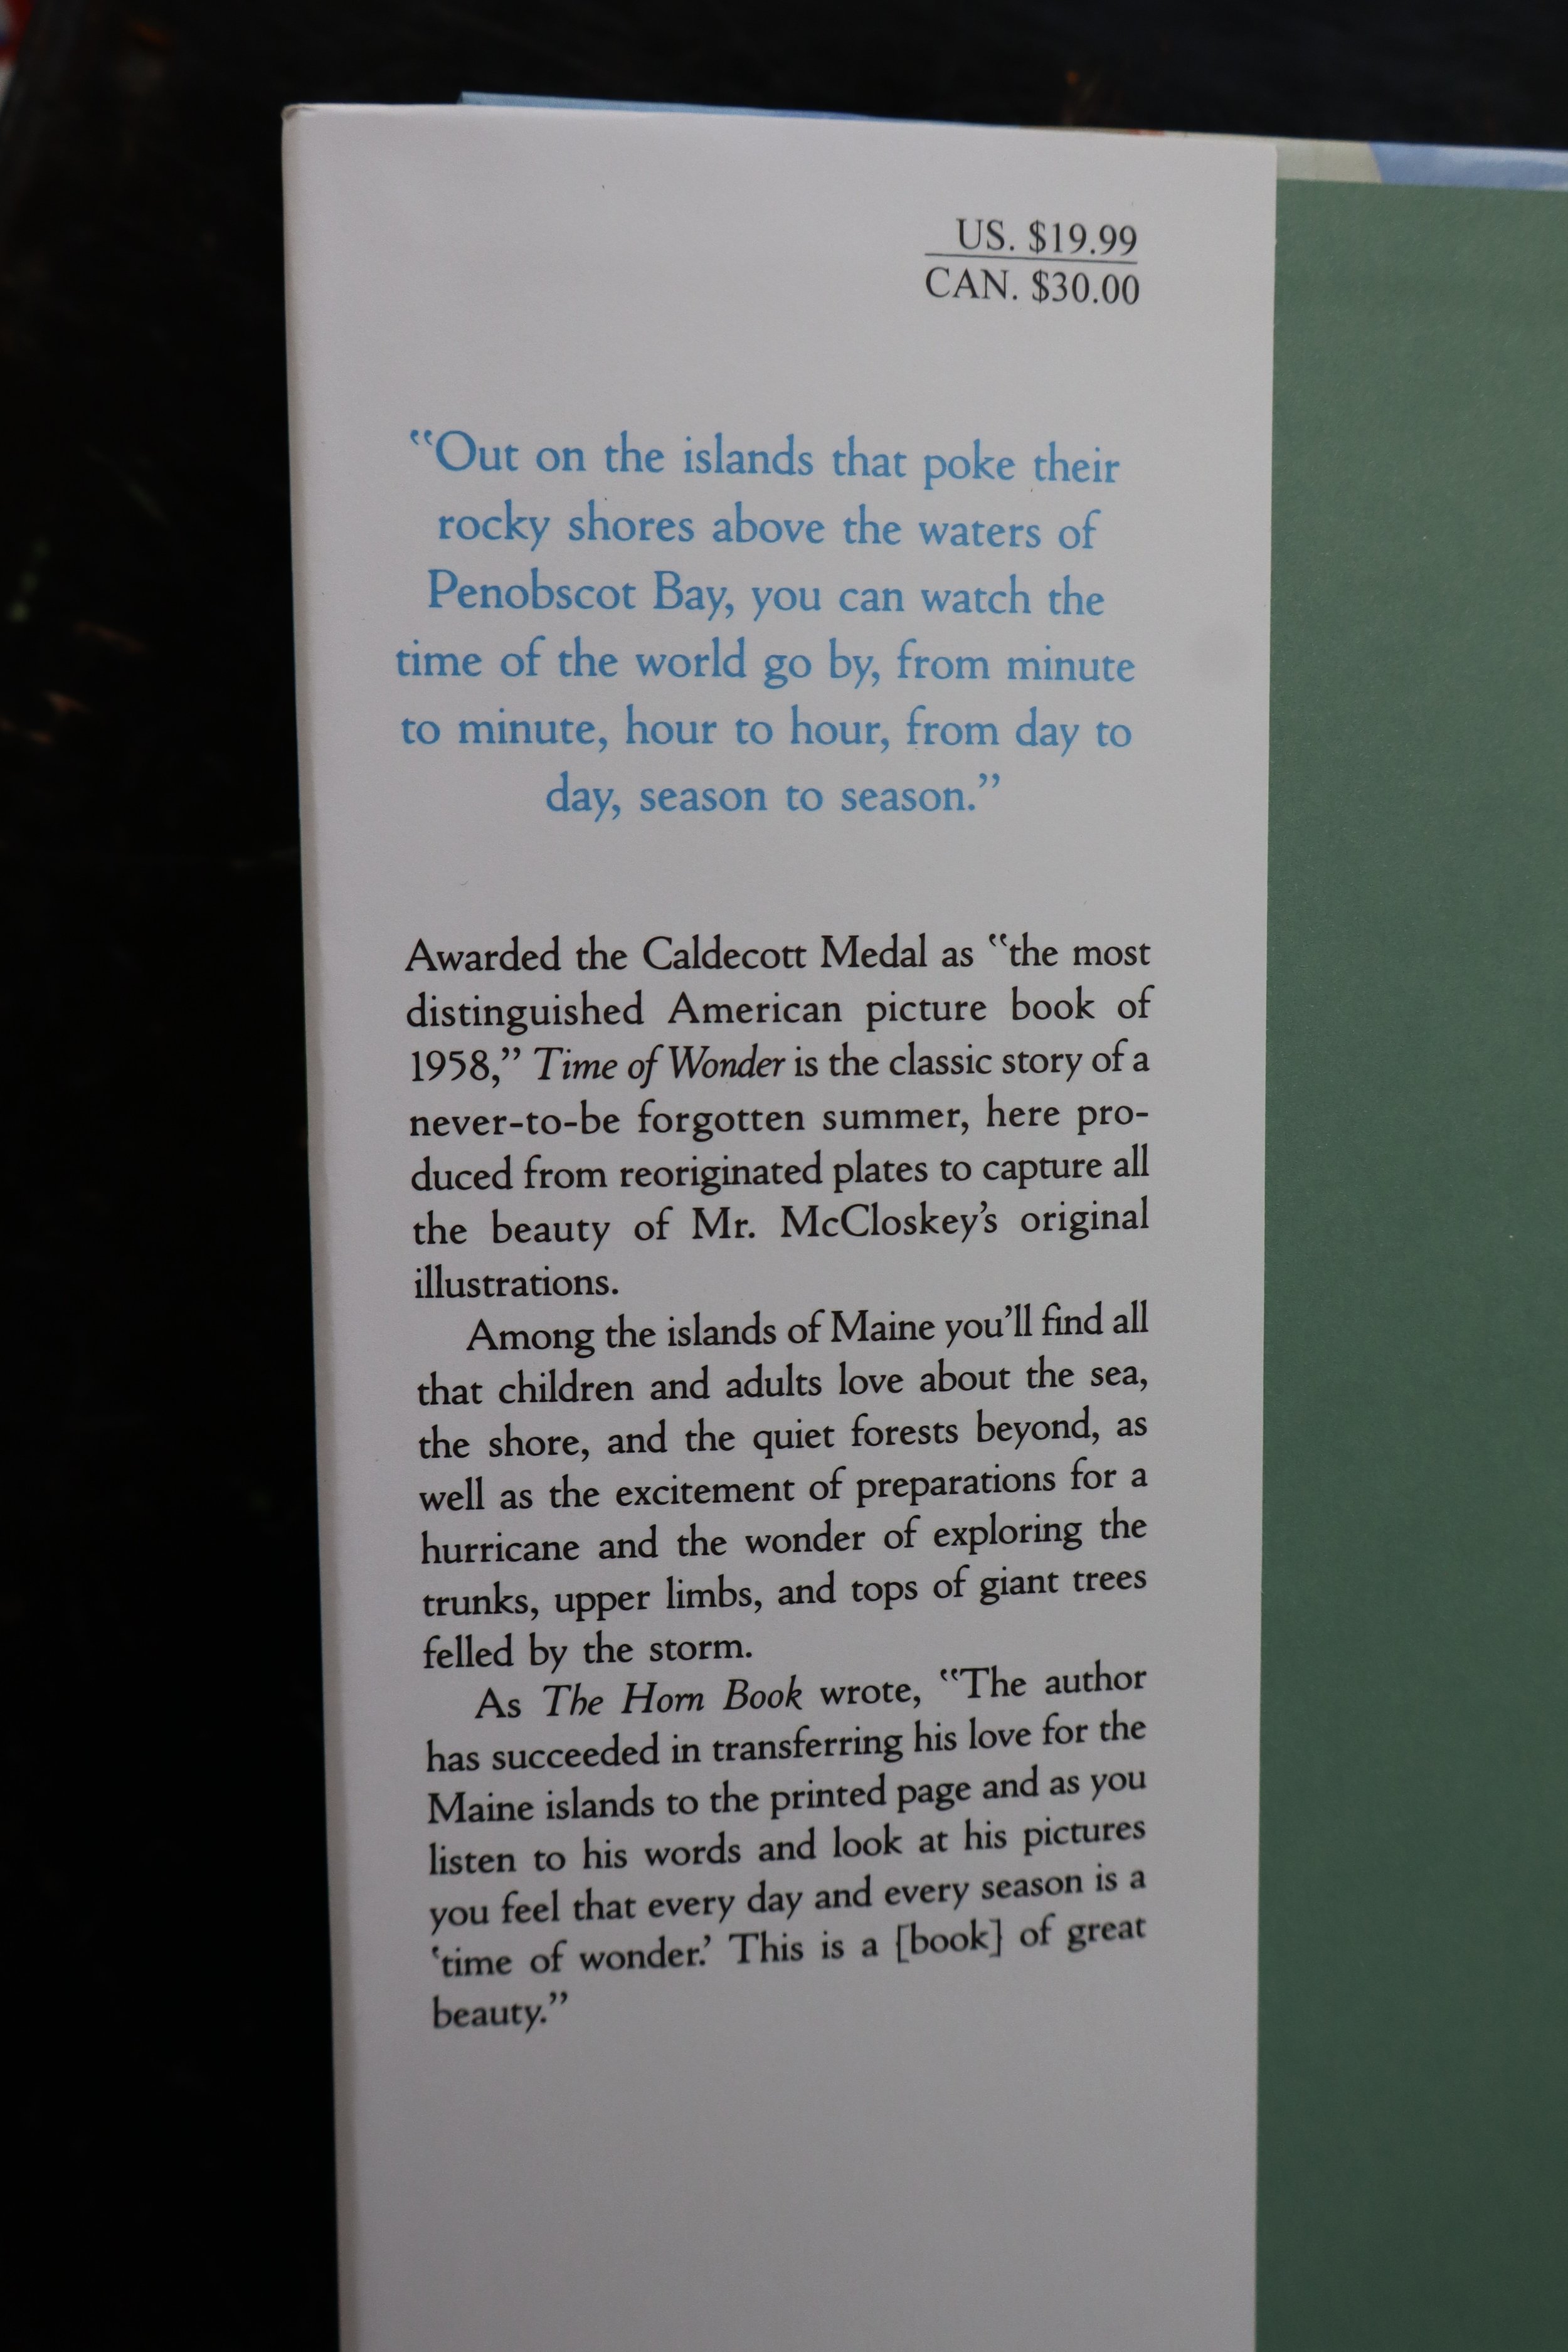 US. $19.99
CAN. $30.00
“Out on the islands that poke their
rocky shores above the waters of
Penobscot Bay, you can watch the
time of the world go by, from minute
to minute, hour to hour, from day to
day, season to season.”
Awarded the Caldecott Medal as “the most
distinguished American picture book of
1958,” Time of Wonder is the classic story of a
never-to-be forgotten summer, here pro-
duced from reoriginated plates to capture all
the beauty of Mr. McCloskey’s original
illustrations.
Among the islands of Maine you’ll find all
that children and adults love about the sea,
the shore, and the quiet forests beyond, as
well as the excitement of preparations for a
hurricane and the wonder of exploring the
trunks, upper limbs, and tops of giant trees
felled by the storm.
As The Horn Book wrote, “The author
has succeeded in transferring his love for the
Maine islands to the printed page and as you
listen to his words and look at his pictures
you feel that every day and every season is a
‘time of wonder.’ This is a [book] of great
beauty.”